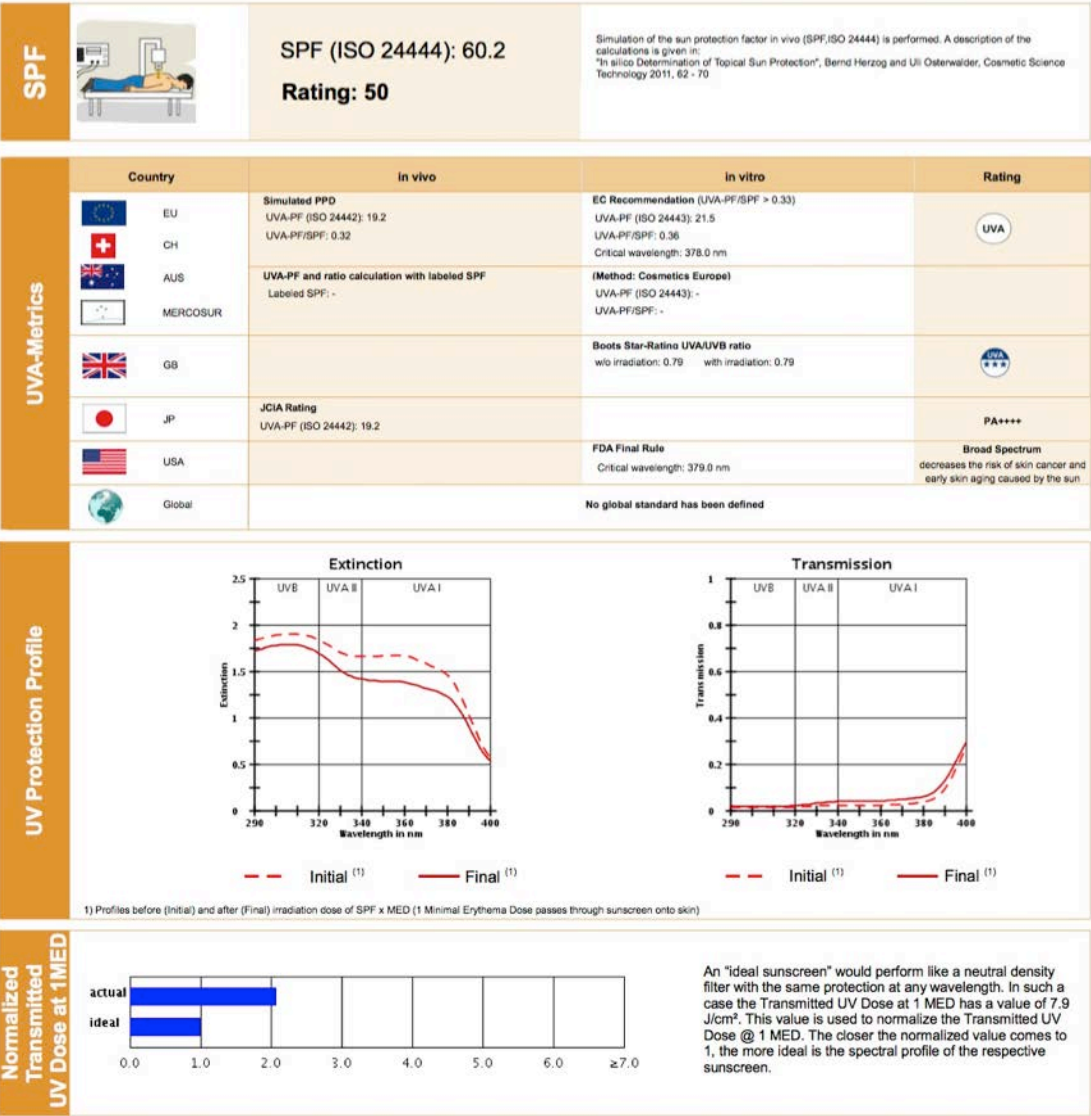 SPF
SPF (ISO 24444): 60.2
Rating: 50
Simulation of the sun protection factor in vivo (SPF,ISO 24444) is performed. A description of the
calculations is given in:
"In silico Determination of Topical Sun Protection", Bernd Herzog and Uli Osterwalder, Cosmetic Science
Technology 2011, 62 - 70
UVA-Metrics
Country
in vivo
in vitro
Rating
EU
CH
Simulated PPD
UVA-PF (ISO 24442): 19.2
UVA-PF/SPF: 0.32
EC Recommendation (UVA-PF/SPF > 0.33)
UVA-PF (ISO 24443): 21.5
UVA-PF/SPF: 0.36
Critical wavelength: 378.0 nm
UVA
AUS
MERCOSUR
UVA-PF and ratio calculation with labeled SPF
Labeled SPF: -
(Method: Cosmetics Europe)
UVA-PF (ISO 24443): -
UVA-PF/SPF: -
GB
Boots Star-Rating UVA/UVB ratio
w/o irradiation: 0.79 with irradiation: 0.79
UVA
★★★
JP
JCIA Rating
UVA-PF (ISO 24442): 19.2
PA++++
USA
FDA Final Rule
Critical wavelength: 379.0 nm
Broad Spectrum
decreases the risk of skin cancer and
early skin aging caused by the sun
Global
No global standard has been defined
UV Protection Profile
Extinction
UVB UVA II UVA I
Extinction
2.5
2
1.5
1
0.5
0
290 320 340 360 380 400
Wavelength in nm
Initial (1) Final (1)
Transmission
UVB UVA II UVA I
Transmission
1
0.8
0.6
0.4
0.2
0
290 320 340 360 380 400
Wavelength in nm
Initial (1) Final (1)
1) Profiles before (Initial) and after (Final) irradiation dose of SPF x MED (1 Minimal Erythema Dose passes through sunscreen onto skin)
Normalized
Transmitted
UV Dose at 1MED
actual
ideal
0.0 1.0 2.0 3.0 4.0 5.0 6.0 ≥7.0
An "ideal sunscreen" would perform like a neutral density
filter with the same protection at any wavelength. In such a
case the Transmitted UV Dose at 1 MED has a value of 7.9
J/cm². This value is used to normalize the Transmitted UV
Dose @ 1 MED. The closer the normalized value comes to
1, the more ideal is the spectral profile of the respective
sunscreen.